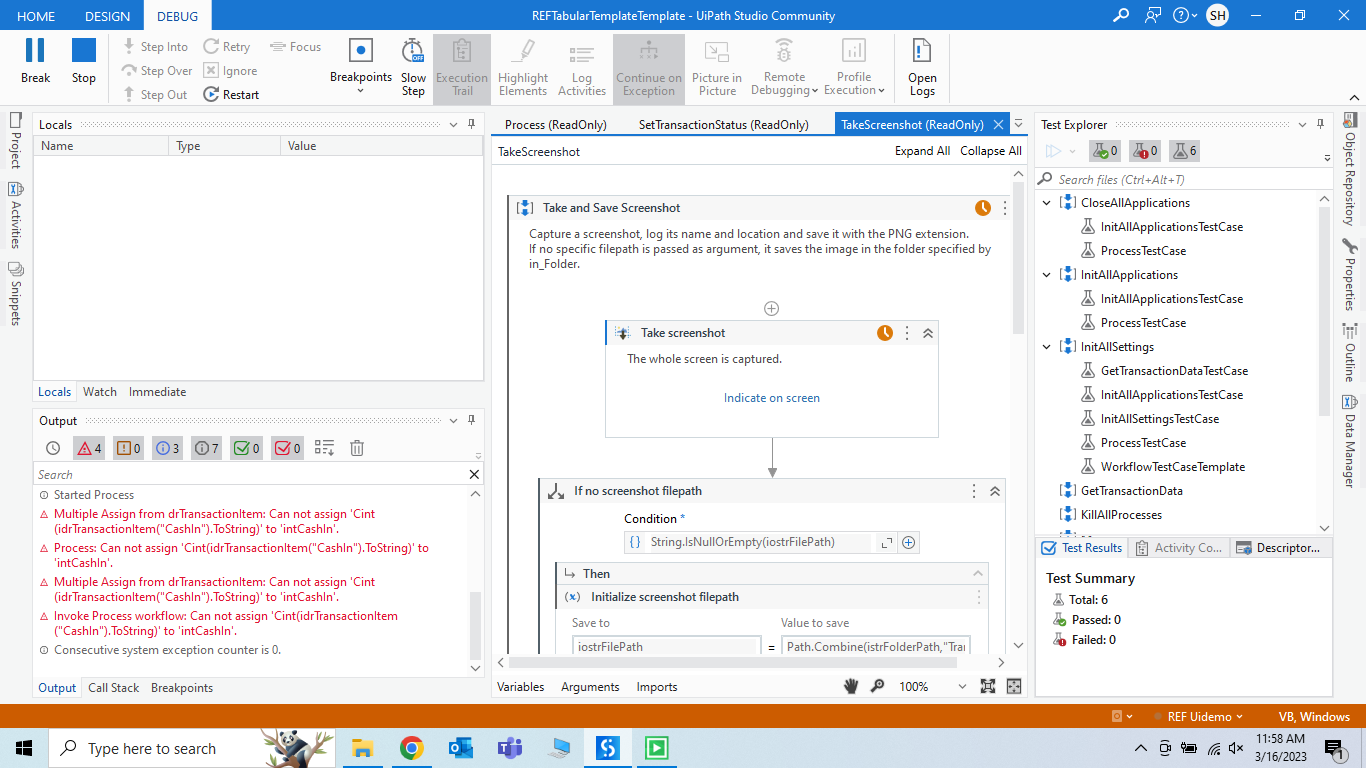 HOME DESIGN DEBUG REFTabularTemplateTemplate - UiPath Studio Community SH
Break
Stop
Step Into
Step Over
Step Out
Retry
Ignore
Restart
Focus
Breakpoints
Slow
Step
Execution
Trail
Highlight
Elements
Log
Activities
Continue on
Exception
Picture in
Picture
Remote
Debugging
Profile
Execution
Open
Logs
Project
Activities
Snippets
Locals
Name Type Value
Locals Watch Immediate
Output
4 0 3 7 0 0
Search
Started Process
Multiple Assign from drTransactionItem: Can not assign 'Cint
(idrTransactionItem("CashIn").ToString)' to 'intCashIn'.
Process: Can not assign 'Cint(idrTransactionItem("CashIn").ToString)' to
'intCashIn'.
Multiple Assign from drTransactionItem: Can not assign 'Cint
(idrTransactionItem("CashIn").ToString)' to 'intCashIn'.
Invoke Process workflow: Can not assign 'Cint(idrTransactionItem
("CashIn").ToString)' to 'intCashIn'.
Consecutive system exception counter is 0.
Output Call Stack Breakpoints
Process (ReadOnly) SetTransactionStatus (ReadOnly) TakeScreenshot (ReadOnly)
TakeScreenshot Expand All Collapse All
Take and Save Screenshot
Capture a screenshot, log its name and location and save it with the PNG extension.
If no specific filepath is passed as argument, it saves the image in the folder specified by
in_Folder.
Take screenshot
The whole screen is captured.
Indicate on screen
If no screenshot filepath
Condition *
String.IsNullOrEmpty(iostrFilePath)
Then
(x) Initialize screenshot filepath
Save to Value to save
iostrFilePath = Path.Combine(istrFolderPath,"Tra
Variables Arguments Imports 100%
Test Explorer
0 0 6
Search files (Ctrl+Alt+T)
CloseAllApplications
InitAllApplicationsTestCase
ProcessTestCase
InitAllApplications
InitAllApplicationsTestCase
ProcessTestCase
InitAllSettings
GetTransactionDataTestCase
InitAllApplicationsTestCase
InitAllSettingsTestCase
ProcessTestCase
WorkflowTestCaseTemplate
GetTransactionData
KillAllProcesses
Test Results Activity Co... Descriptor...
Test Summary
Total: 6
Passed: 0
Failed: 0
Object Repository
Properties
Outline
Data Manager
REF Uidemo VB, Windows
Type here to search
11:58 AM
3/16/2023
1